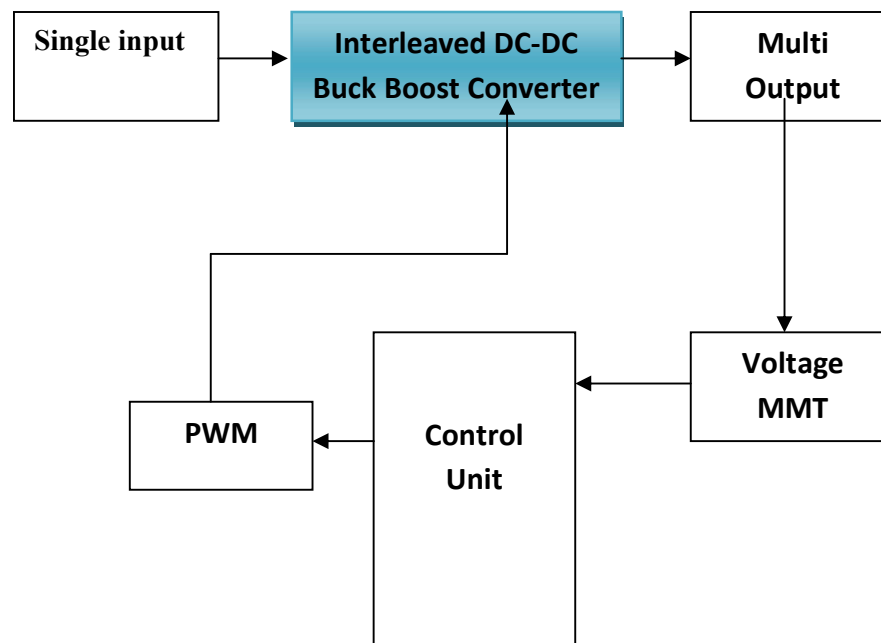 Single input
Interleaved DC-DC
Buck Boost Converter
Multi
Output
Voltage
MMT
Control
Unit
PWM